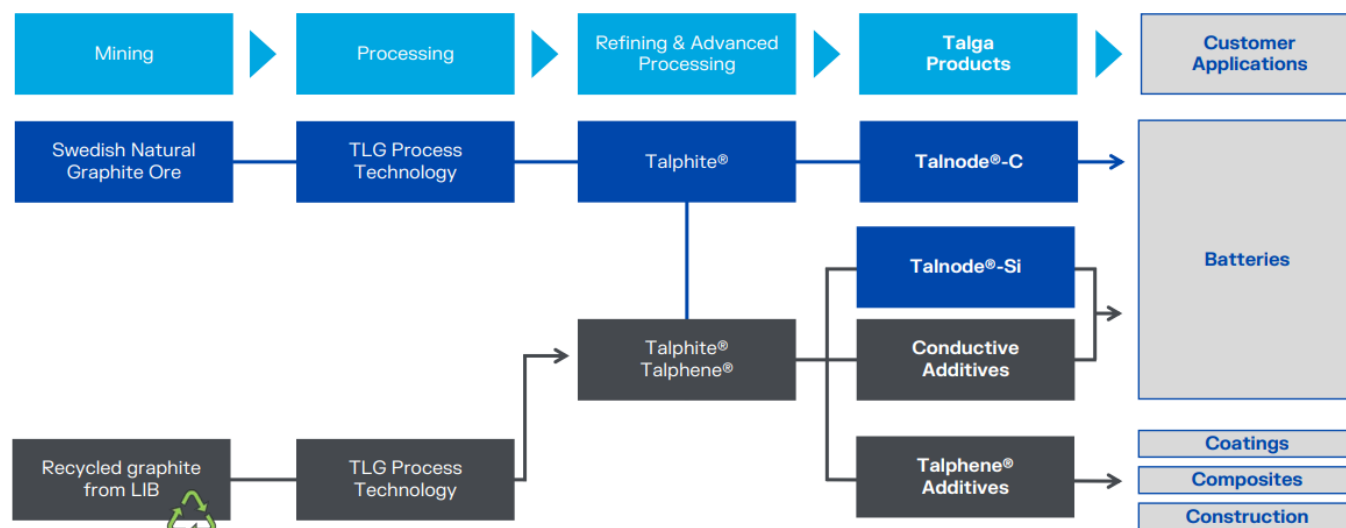 Mining
Processing
Refining & Advanced
Processing
Talga
Products
Customer
Applications
Swedish Natural
Graphite Ore
TLG Process
Technology
Talphite®
Talnode®-C
Batteries
Talnode®-Si
Talphite®
Talphene®
Conductive
Additives
Recycled graphite
from LIB
TLG Process
Technology
Talphene®
Additives
Coatings
Composites
Construction